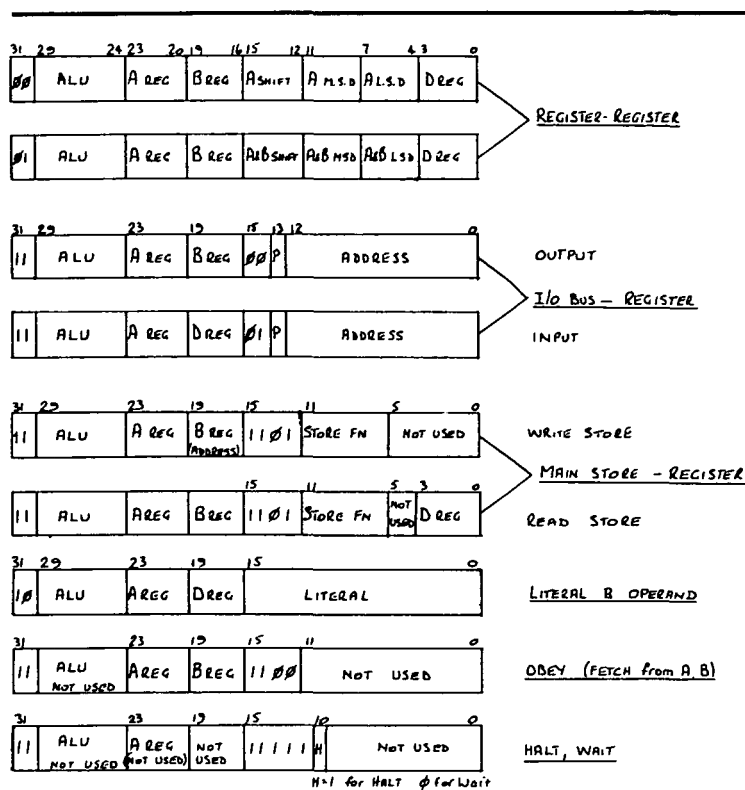 31 29 24 23 20 19 16 15 12 11 7 4 3 0
ØØ ALU A REG B REG A SHIFT A M.S.D A L.S.D D REG
REGISTER-REGISTER
Ø1 ALU A REG B REG A&B SHIFT A&B MSD A&B LSD D REG
31 29 23 19 15 13 12 0
11 ALU A REG B REG ØØ P ADDRESS OUTPUT
I/O BUS – REGISTER
11 ALU A REG D REG Ø1 P ADDRESS INPUT
31 29 23 19 15 11 5 0
11 ALU A REG B REG (ADDRESS) 11Ø1 STORE FN NOT USED WRITE STORE
MAIN STORE – REGISTER
15 11 5 3 0
11 ALU A REG B REG 11Ø1 STORE FN NOT USED D REG READ STORE
31 29 23 19 15 0
1Ø ALU A REG D REG LITERAL LITERAL B OPERAND
31 23 19 15 11 0
11 ALU NOT USED A REG B REG 11ØØ NOT USED OBEY (FETCH from A, B)
31 23 19 15 10 0
11 ALU NOT USED A REG (NOT USED) NOT USED 11111 H NOT USED HALT, WAIT
H=1 for HALT Ø for Wait